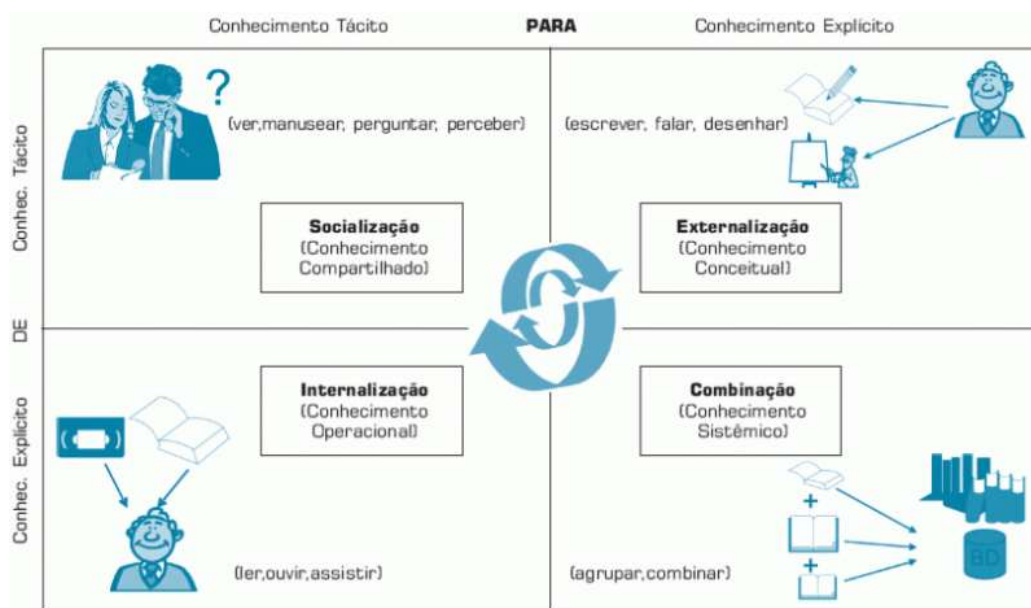 Conhecimento Tácito PARA Conhecimento Explícito
Conhec. Tácito
DE
Conhec. Explícito
?
(ver,manusear, perguntar, perceber)
(escrever, falar, desenhar)
Socialização
(Conhecimento
Compartilhado)
Externalização
(Conhecimento
Conceitual)
Internalização
(Conhecimento
Operacional)
Combinação
(Conhecimento
Sistêmico)
+
+
BD
(ler,ouvir,assistir)
(agrupar,combinar)